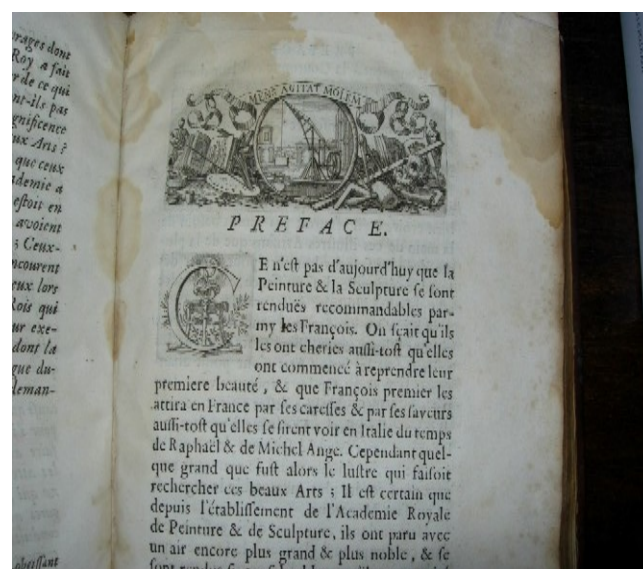 urages dont
Roy a fait
r de ce qui
nt-ils pas
gnificence
ux Arts ?
que ceux
ademie a
estoit en
avoient
; Ceux-
ncourent
eux lors
Rois qui
ur exe-
dont la
gue du-
deman-
obeissant
MENS AGITAT MOLEM
PREFACE.
CE n'est pas d'aujourd'huy que la
Peinture & la Sculpture se sont
renduës recommandables par-
my les François. On sçait qu'ils
les ont cheries aussi-tost qu'elles
ont commencé à reprendre leur
premiere beauté, & que François premier les
attira en France par ses caresses & par ses faveurs
aussi-tost qu'elles se firent voir en Italie du temps
de Raphaël & de Michel Ange. Cependant quel-
que grand que fust alors le lustre qui faisoit
rechercher ces beaux Arts ; Il est certain que
depuis l'établissement de l'Academie Royale
de Peinture & de Sculpture, ils ont paru avec
un air encore plus grand & plus noble, & se